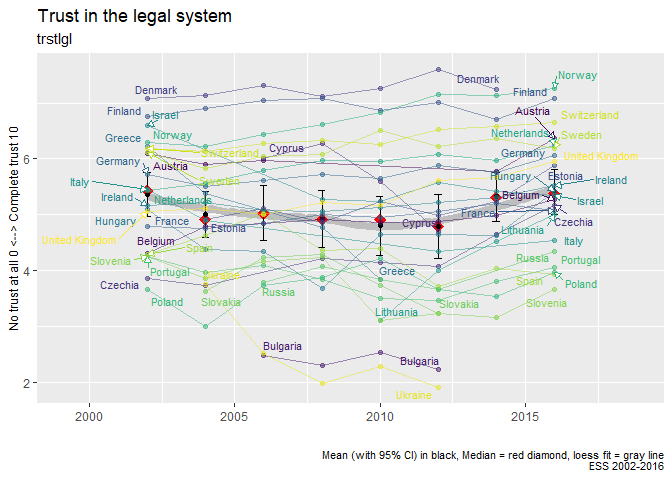 Trust in the legal system
trstlgl
No trust at all 0 <--> Complete trust 10
6
4
2
2000
2005
2010
2015
Denmark
Denmark
Norway
Finland
Finland
Israel
Austria
Switzerland
Greece
Norway
Netherlands
Sweden
Cyprus
Switzerland
Germany
Austria
Germany
United Kingdom
Italy
Sweden
Hungary
Estonia
Ireland
Ireland
Netherlands
Belgium
Israel
Hungary
France
Estonia
Cyprus
France
Czechia
United Kingdom
Belgium
Lithuania
Italy
Slovenia
Spain
Portugal
Greece
Russia
Portugal
Czechia
Russia
Spain
Poland
Poland
Slovakia
Lithuania
Slovakia
Slovenia
Bulgaria
Bulgaria
Ukraine
Mean (with 95% CI) in black, Median = red diamond, loess fit = gray line
ESS 2002-2016